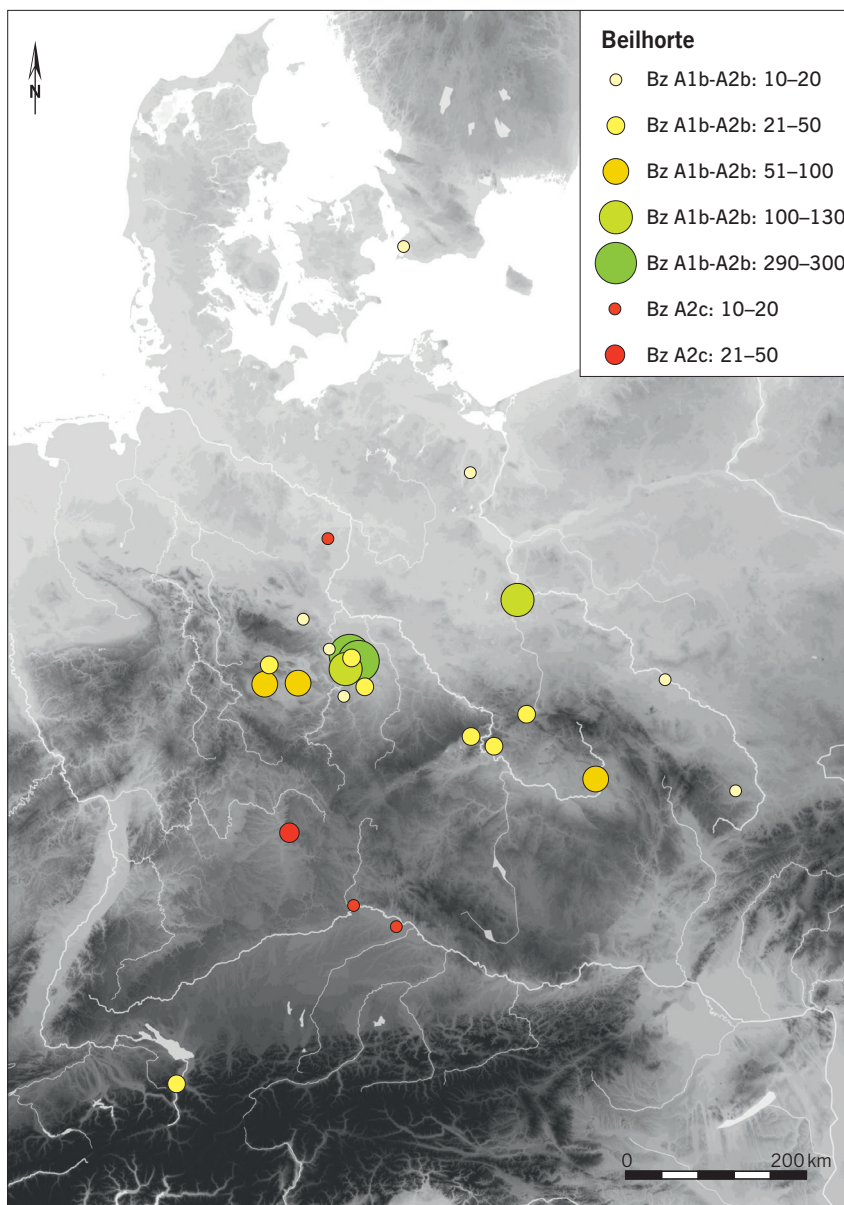 N
Beilhorte
Bz A1b-A2b: 10–20
Bz A1b-A2b: 21–50
Bz A1b-A2b: 51–100
Bz A1b-A2b: 100–130
Bz A1b-A2b: 290–300
Bz A2c: 10–20
Bz A2c: 21–50
0 200 km